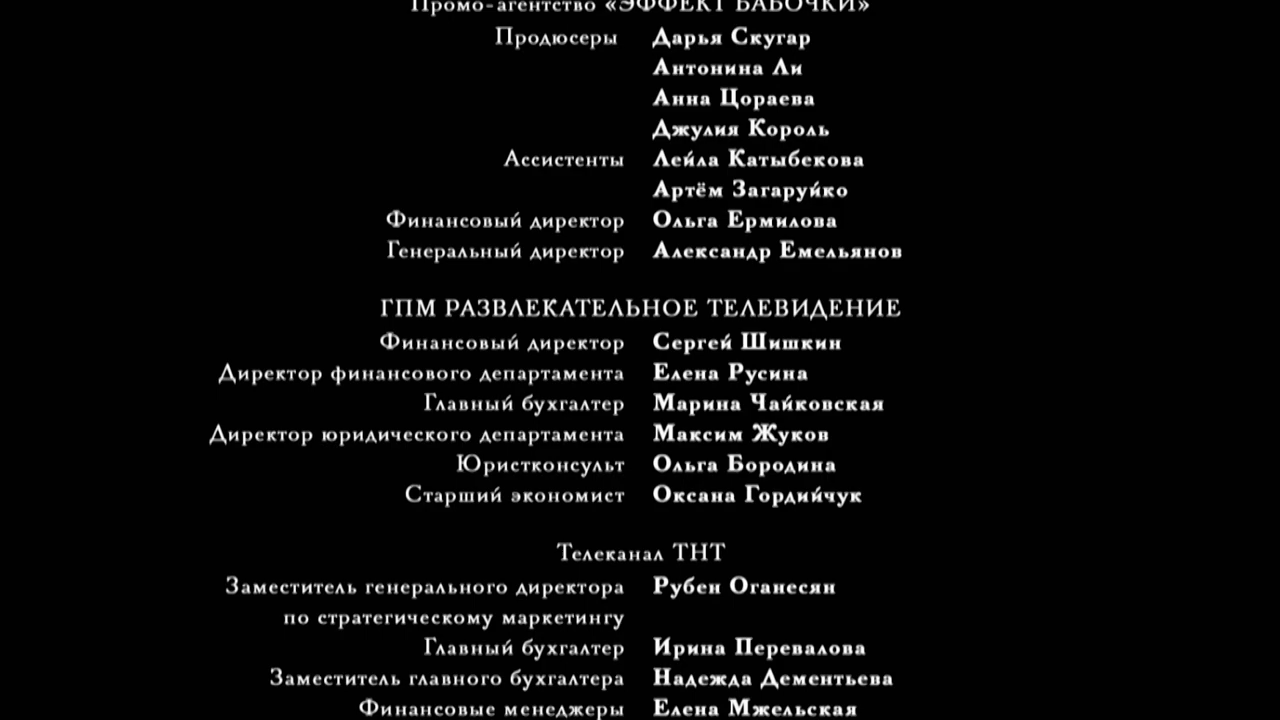 Промо-агентство «ЭФФЕКТ БАБОЧКИ»
Продюсеры Дарья Скугар
Антонина Ли
Анна Цораева
Джулия Король
Ассистенты Лейла Катыбекова
Артём Загаруйко
Финансовый директор Ольга Ермилова
Генеральный директор Александр Емельянов
ГПМ РАЗВЛЕКАТЕЛЬНОЕ ТЕЛЕВИДЕНИЕ
Финансовый директор Сергей Шишкин
Директор финансового департамента Елена Русина
Главный бухгалтер Марина Чайковская
Директор юридического департамента Максим Жуков
Юристконсульт Ольга Бородина
Старший экономист Оксана Гордийчук
Телеканал ТНТ
Заместитель генерального директора Рубен Оганесян
по стратегическому маркетингу
Главный бухгалтер Ирина Перевалова
Заместитель главного бухгалтера Надежда Дементьева
Финансовые менеджеры Елена Мжельская